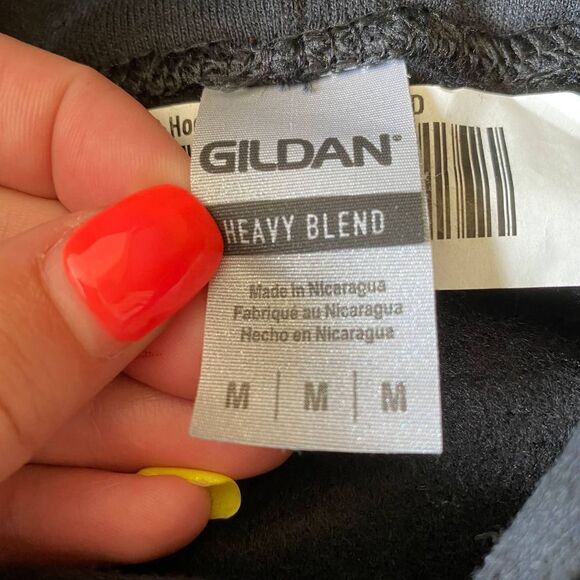 GILDAN®
HEAVY BLEND
Made in Nicaragua
Fabriqué au Nicaragua
Hecho en Nicaragua
M | M | M